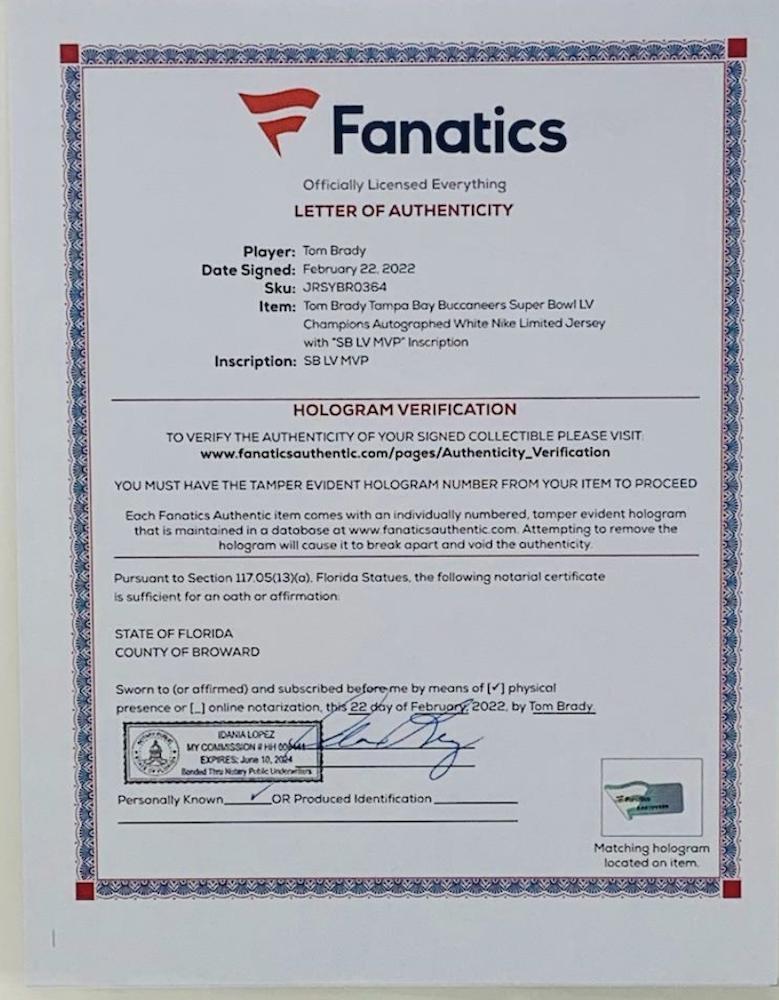 Fanatics
Officially Licensed Everything
LETTER OF AUTHENTICITY
Player: Tom Brady
Date Signed: February 22, 2022
Sku: JRSYBR0364
Item: Tom Brady Tampa Bay Buccaneers Super Bowl LV
Champions Autographed White Nike Limited Jersey
with "SB LV MVP" Inscription
Inscription: SB LV MVP
HOLOGRAM VERIFICATION
TO VERIFY THE AUTHENTICITY OF YOUR SIGNED COLLECTIBLE PLEASE VISIT:
www.fanaticsauthentic.com/pages/Authenticity_Verification
YOU MUST HAVE THE TAMPER EVIDENT HOLOGRAM NUMBER FROM YOUR ITEM TO PROCEED
Each Fanatics Authentic item comes with an individually numbered, tamper evident hologram
that is maintained in a database at www.fanaticsauthentic.com. Attempting to remove the
hologram will cause it to break apart and void the authenticity.
Pursuant to Section 117.05(13)(a), Florida Statues, the following notarial certificate
is sufficient for an oath or affirmation:
STATE OF FLORIDA
COUNTY OF BROWARD
Sworn to (or affirmed) and subscribed before me by means of [✓] physical
presence or [_] online notarization, this 22 day of February, 2022, by Tom Brady.
IDANIA LOPEZ
MY COMMISSION # HH
EXPIRES: June 10, 2024
Bonded Thru Notary Public Underwriters
Personally Known ✓ OR Produced Identification
Matching hologram
located on item.